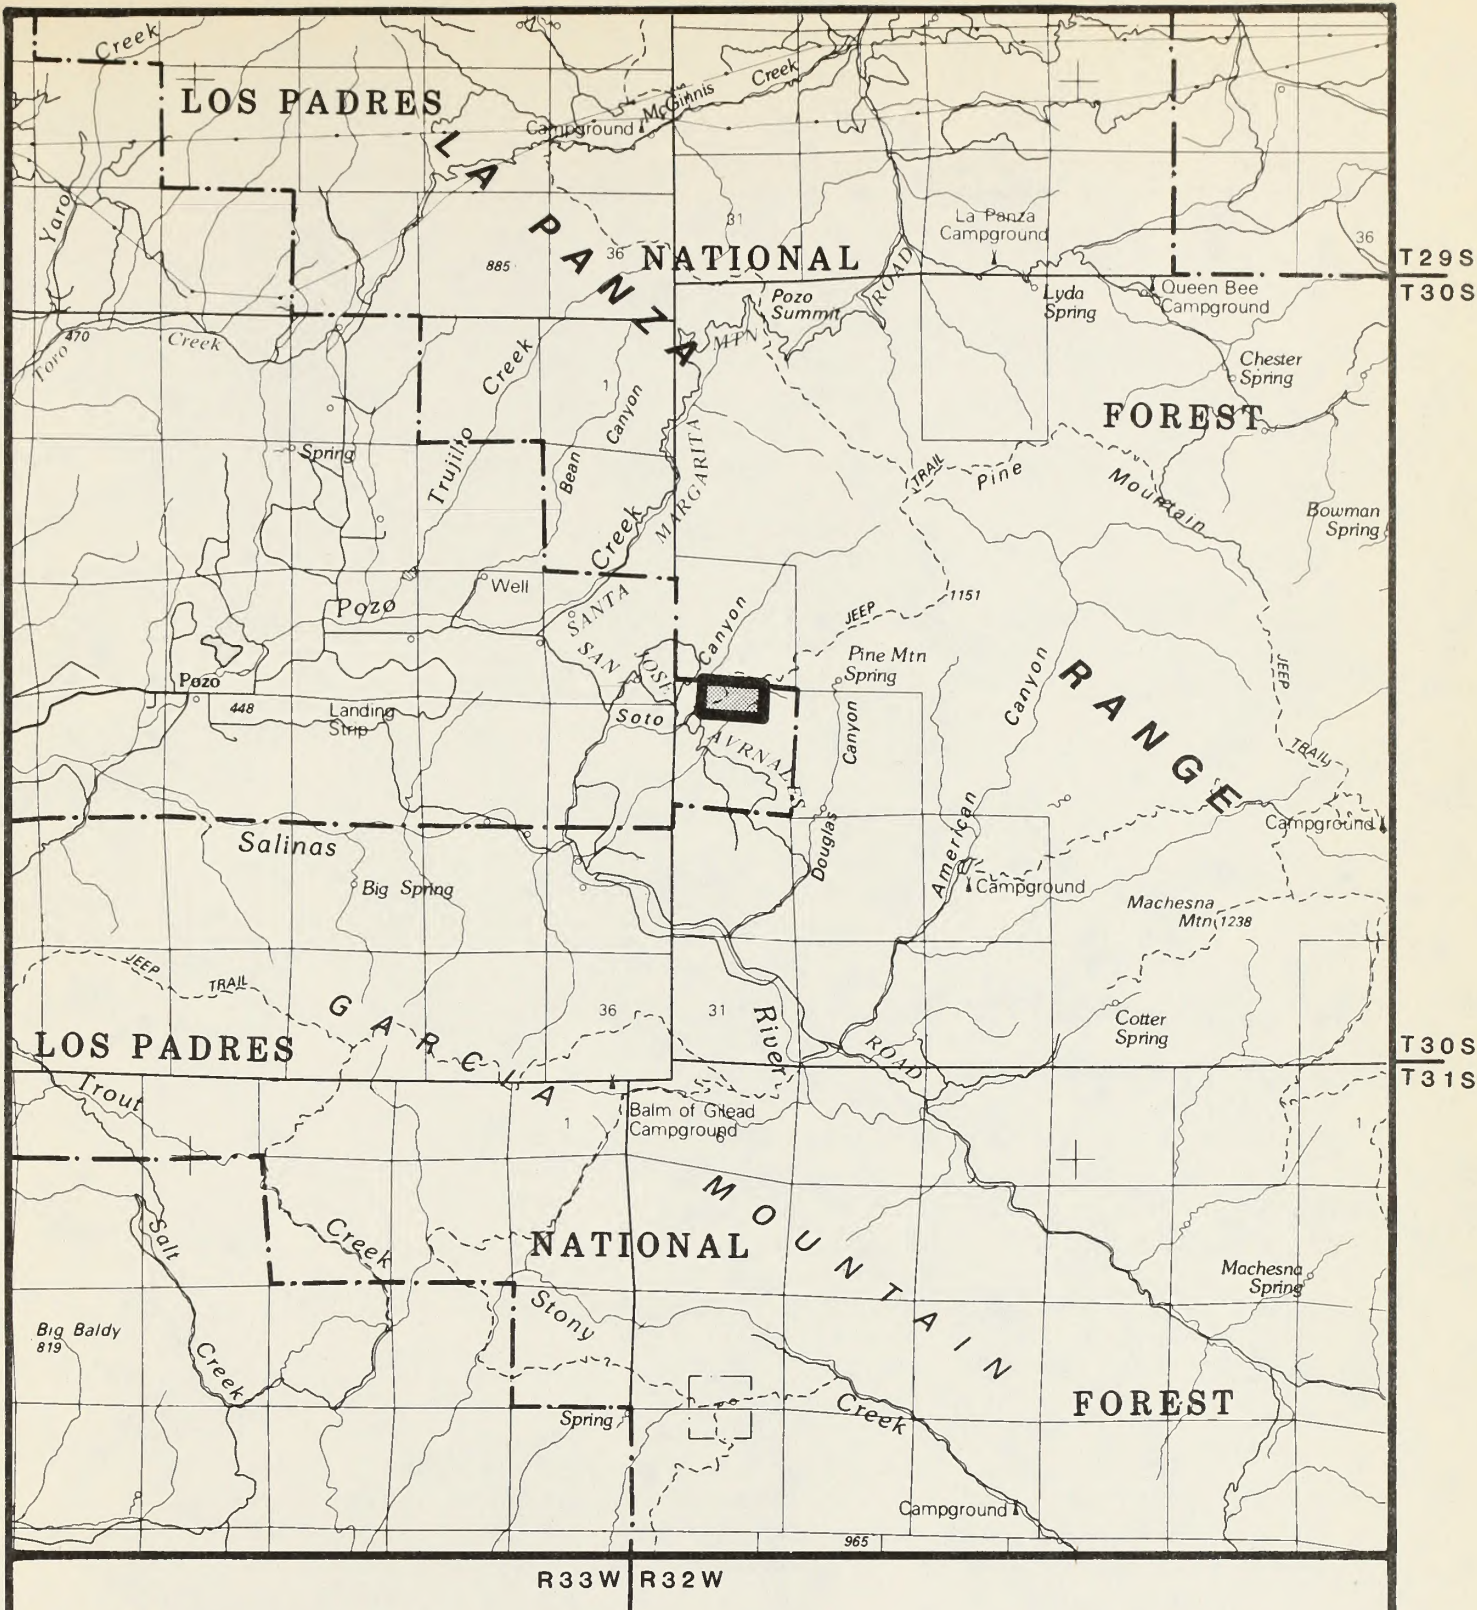 Creek
LOS PADRES
Creek
McGinnis
Campground
LA PANZA
Yaro
31
La Panza
Campground
36
885
36
NATIONAL
ROAD
T29S
T30S
Pozo
Summit
Lyda
Spring
Queen Bee
Campground
470
Toro
Creek
MTN
Creek
Chester
Spring
1
Canyon
FOREST
Spring
Trujillo
Bean
MARGARITA
TRAIL
Pine
Mountain
Bowman
Spring
Creek
Well
Pozo
SANTA
Canyon
JEEP
1151
SAN
JOSE
Pine Mtn
Spring
Canyon
JEEP
RANGE
Pozo
448
Landing
Strip
Soto
AVRNALES
Canyon
TRAIL
Salinas
Douglas
American
Campground
Big Spring
Campground
Machesna
Mtn 1238
JEEP
TRAIL
GARCIA
36
31
River
Cotter
Spring
LOS PADRES
ROAD
T30S
T31S
Trout
Balm of Gilead
Campground
1
6
1
MOUNTAIN
Salt
Creek
NATIONAL
Machesna
Spring
Stony
Big Baldy
819
Creek
Creek
FOREST
Spring
Campground
965
R33W
R32W